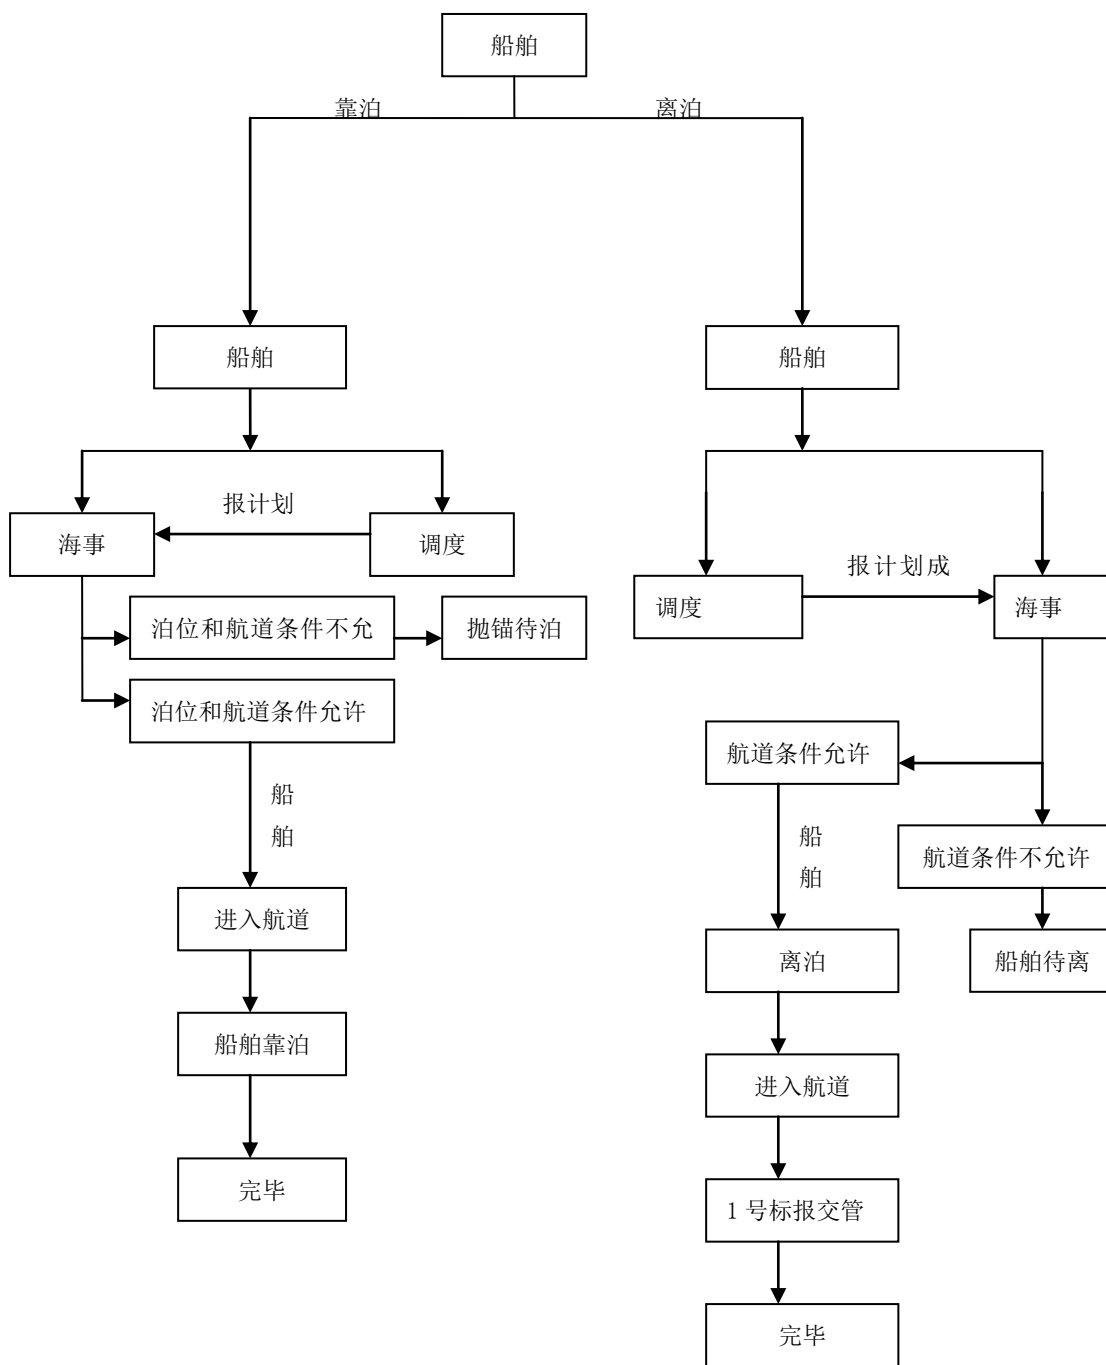 船舶
靠泊
离泊
船舶
船舶
报计划
海事
调度
报计划成
调度
海事
泊位和航道条件不允
抛锚待泊
泊位和航道条件允许
航道条件允许
船
舶
船
舶
航道条件不允许
进入航道
离泊
船舶待离
船舶靠泊
进入航道
完毕
1 号标报交管
完毕